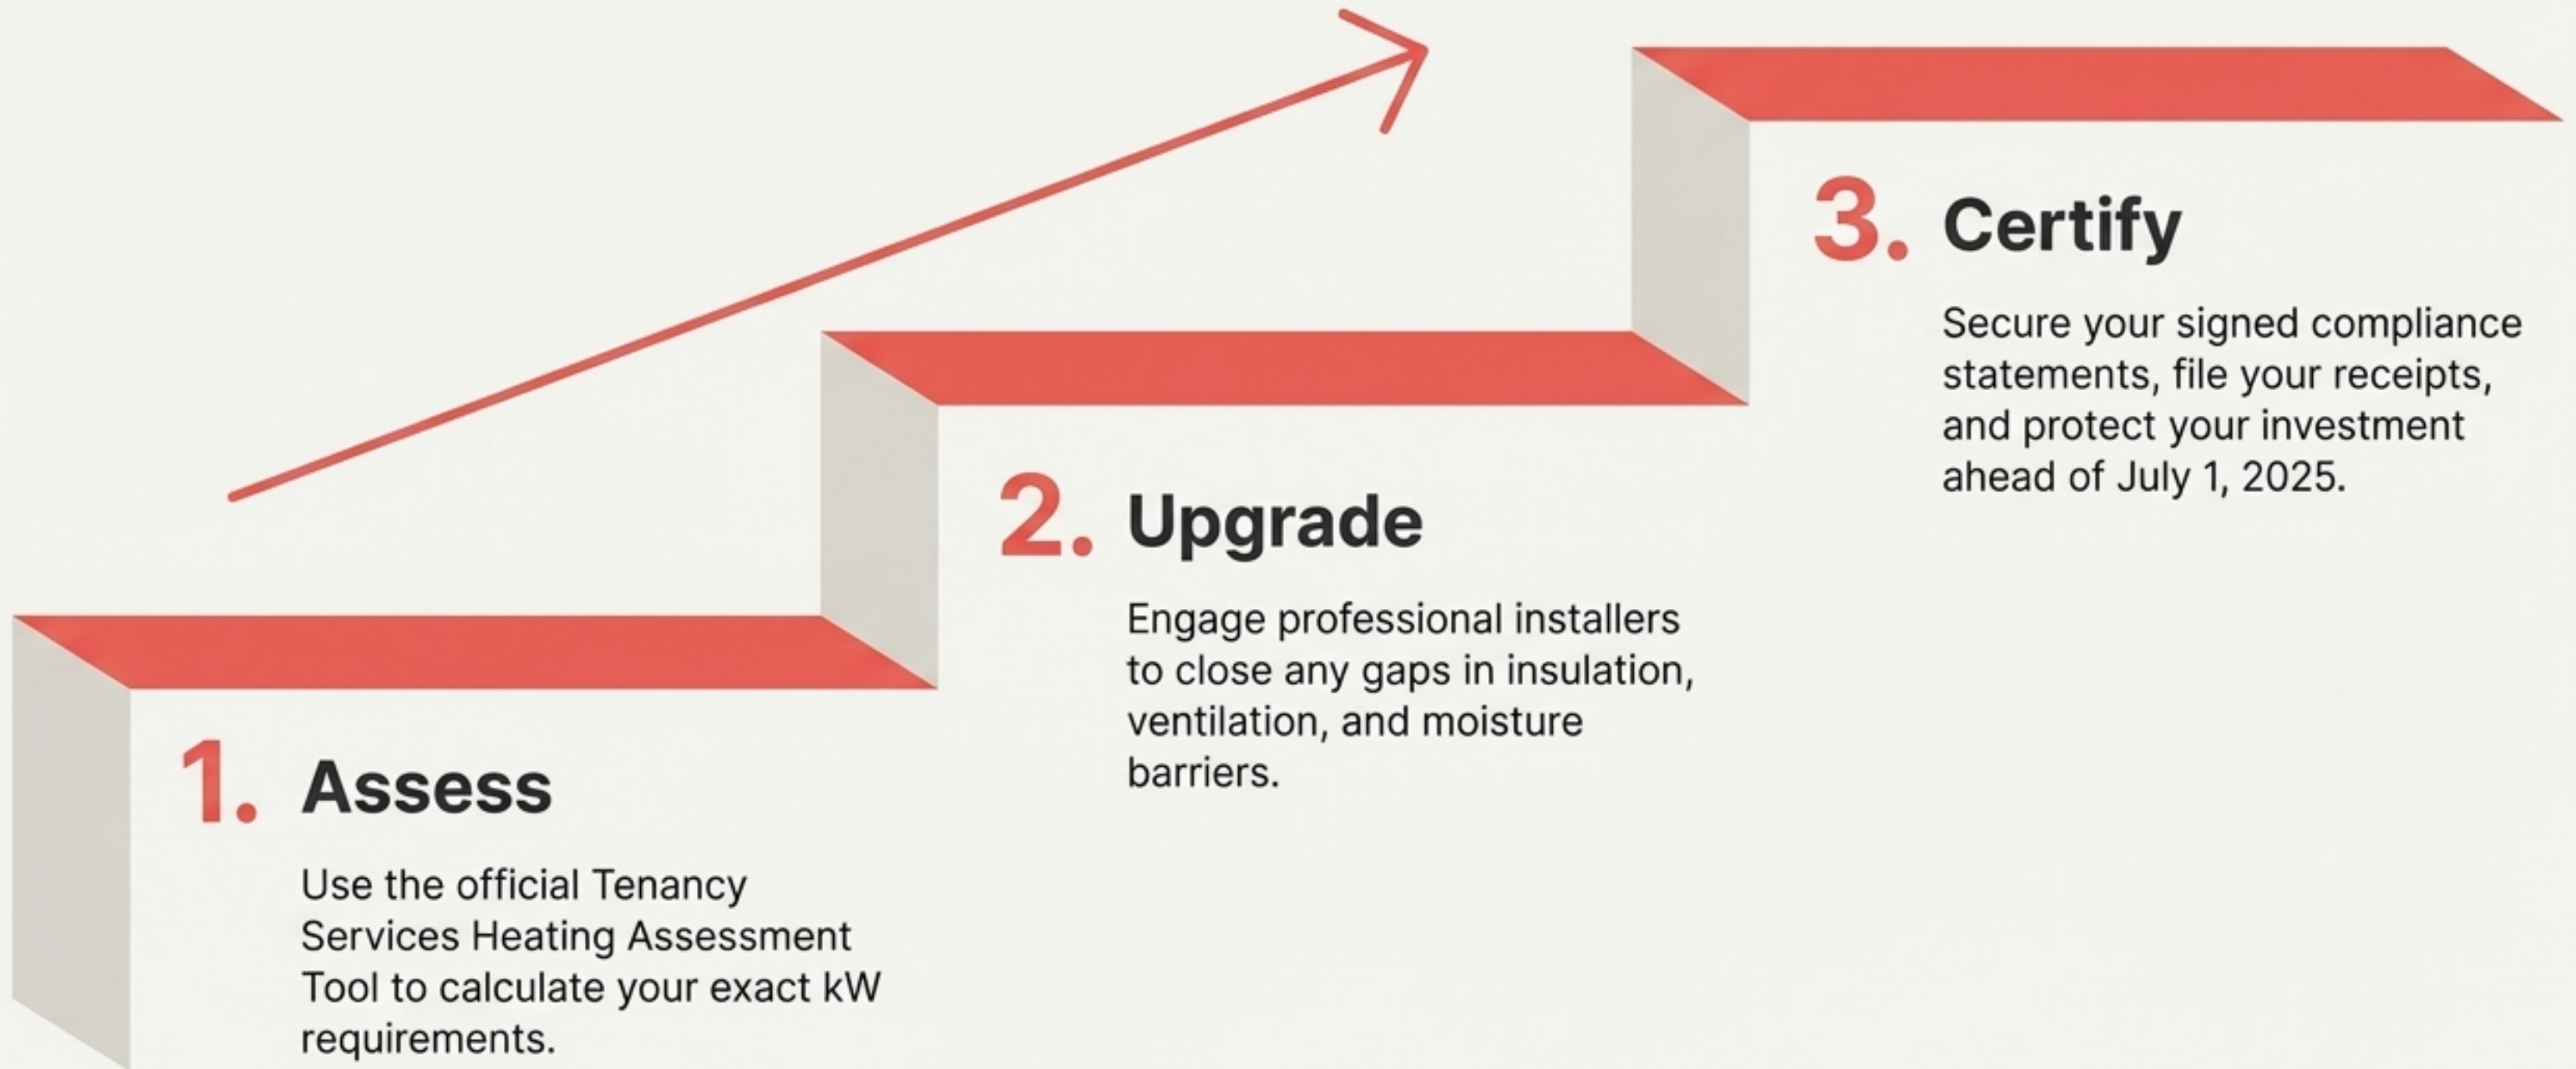 1. Assess
Use the official Tenancy
Services Heating Assessment
Tool to calculate your exact kW
requirements.
2. Upgrade
Engage professional installers
to close any gaps in insulation,
ventilation, and moisture
barriers.
3. Certify
Secure your signed compliance
statements, file your receipts,
and protect your investment
ahead of July 1, 2025.